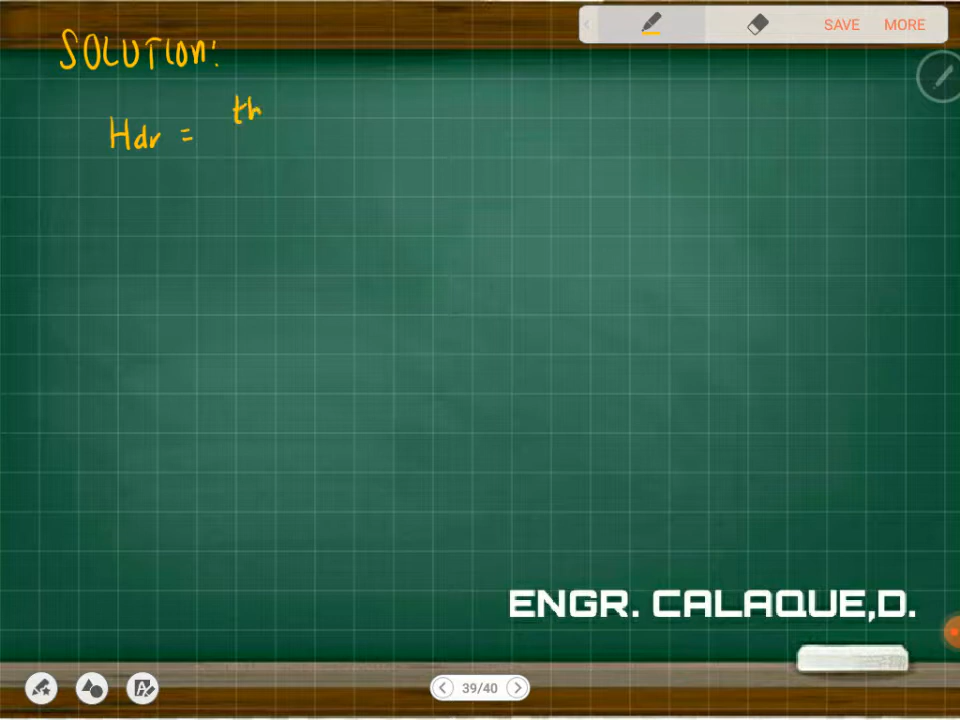 SAVE MORE
SOLUTION:
th
Hdr =
ENGR. CALAQUE,D.
39/40